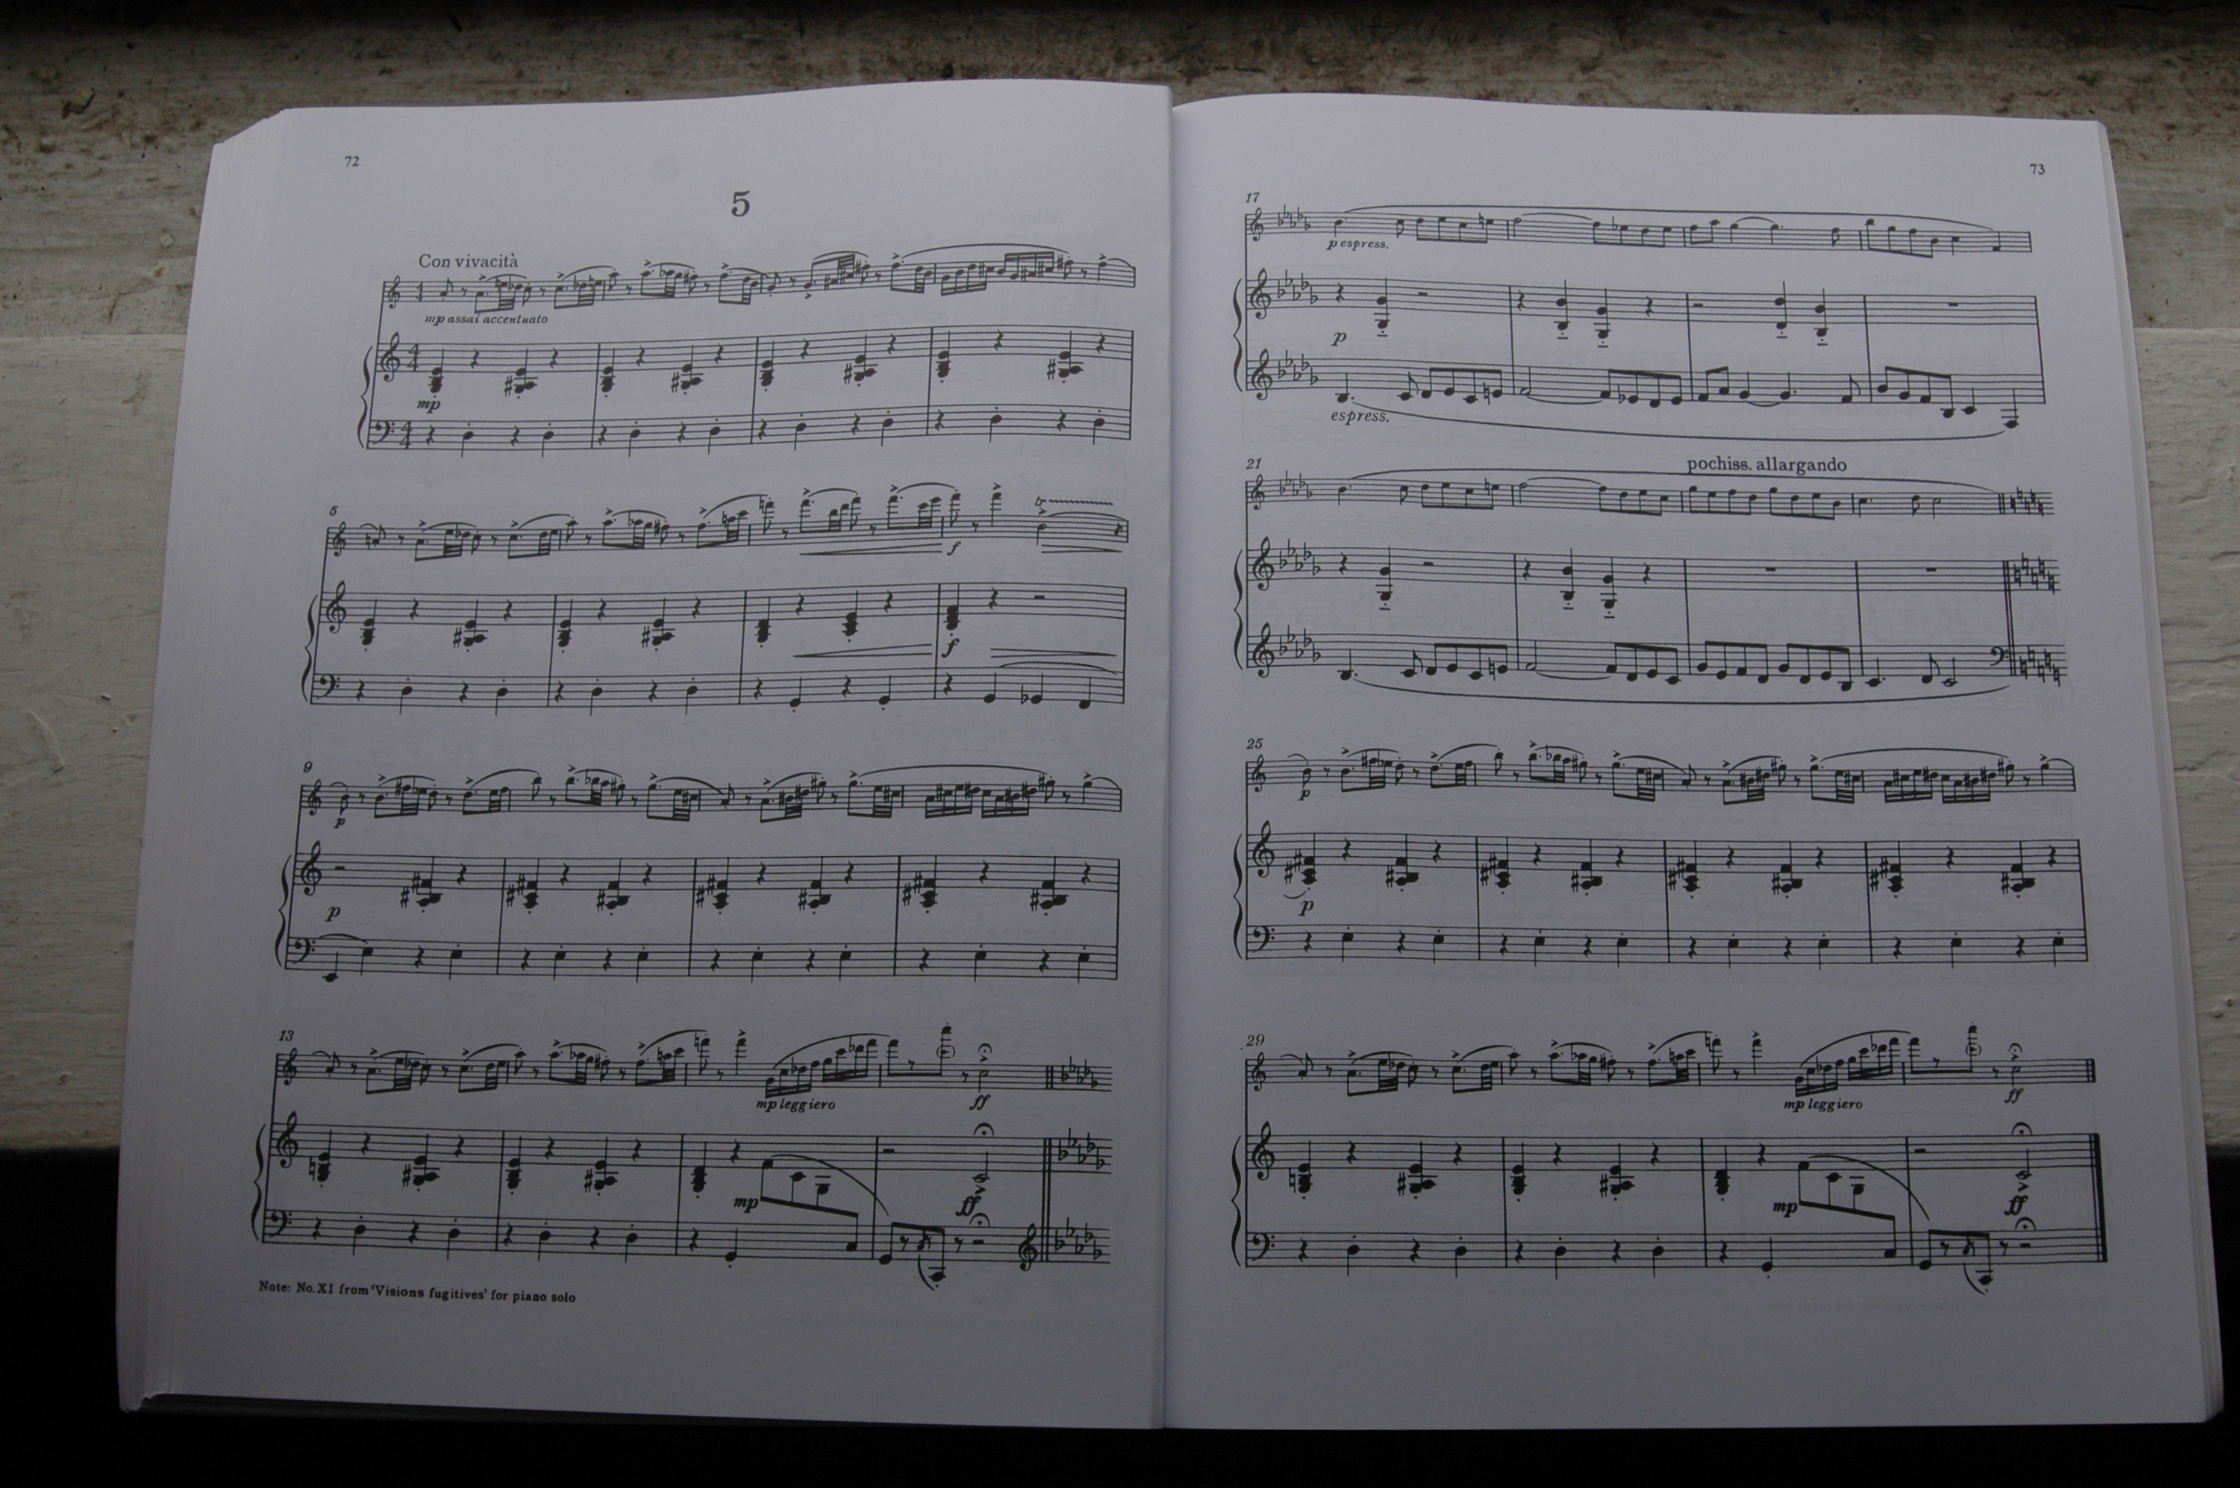 72
5
Con vivacità
mp assai accentuato
mp
5
f
f
9
p
p
13
mp leggiero
ff
mp
ff
Note: No. XI from 'Visions fugitives' for piano solo
73
17
p espress.
p
espress.
21
pochiss. allargando
25
p
p
29
mp leggiero
ff
mp
ff